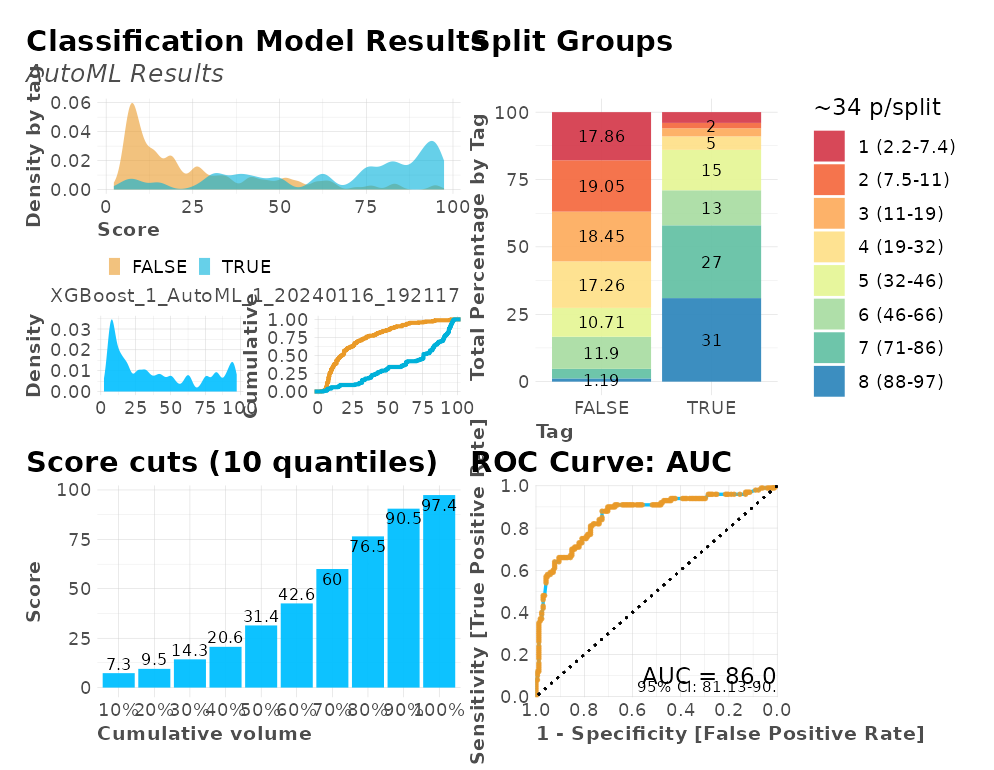 Classification Model Results
AutoML Results
Density by tag
0.06
0.04
0.02
0.00
0 25 50 75 100
Score
FALSE TRUE
XGBoost_1_AutoML_1_20240116_192117
Density
0.03
0.02
0.01
0.00
0 25 50 75 100
Cumulative
1.00
0.75
0.50
0.25
0.00
0 25 50 75 100
Split Groups
Total Percentage by Tag
100
75
50
25
0
17.86
19.05
18.45
17.26
10.71
11.9
1.19
2
5
15
13
27
31
FALSE TRUE
Tag
~34 p/split
1 (2.2-7.4)
2 (7.5-11)
3 (11-19)
4 (19-32)
5 (32-46)
6 (46-66)
7 (71-86)
8 (88-97)
Score cuts (10 quantiles)
Score
100
75
50
25
0
7.3 9.5 14.3 20.6 31.4 42.6 60 76.5 90.5 97.4
10% 20% 30% 40% 50% 60% 70% 80% 90% 100%
Cumulative volume
ROC Curve: AUC
Sensitivity [True Positive Rate]
1.0
0.8
0.6
0.4
0.2
0.0
AUC = 86.0
95% CI: 81.13-90.
1.0 0.8 0.6 0.4 0.2 0.0
1 - Specificity [False Positive Rate]